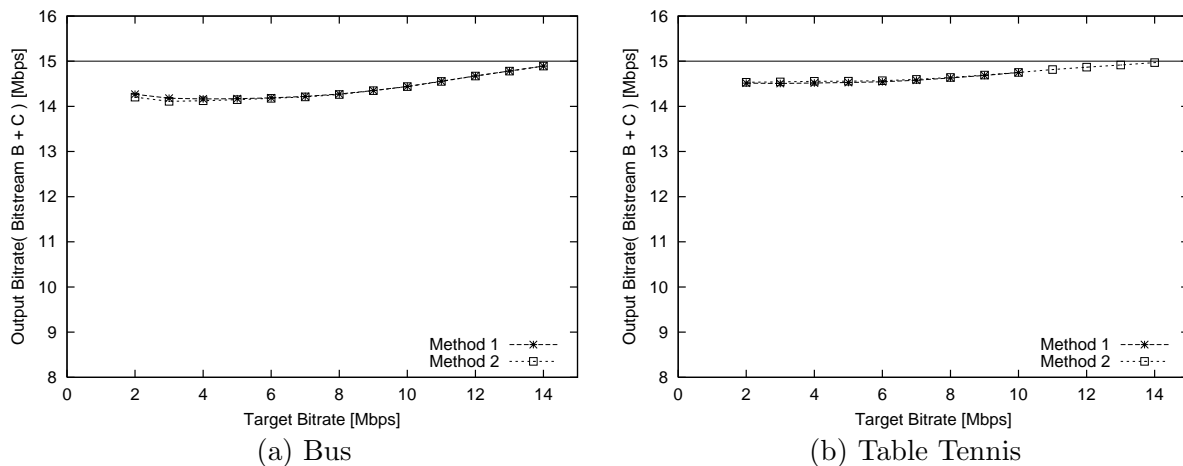 16
15
14
13
12
11
10
9
8
Output Bitrate( Bitstream B + C ) [Mbps]
Method 1
Method 2
0 2 4 6 8 10 12 14
Target Bitrate [Mbps]
(a) Bus
16
15
14
13
12
11
10
9
8
Output Bitrate( Bitstream B + C ) [Mbps]
Method 1
Method 2
0 2 4 6 8 10 12 14
Target Bitrate [Mbps]
(b) Table Tennis